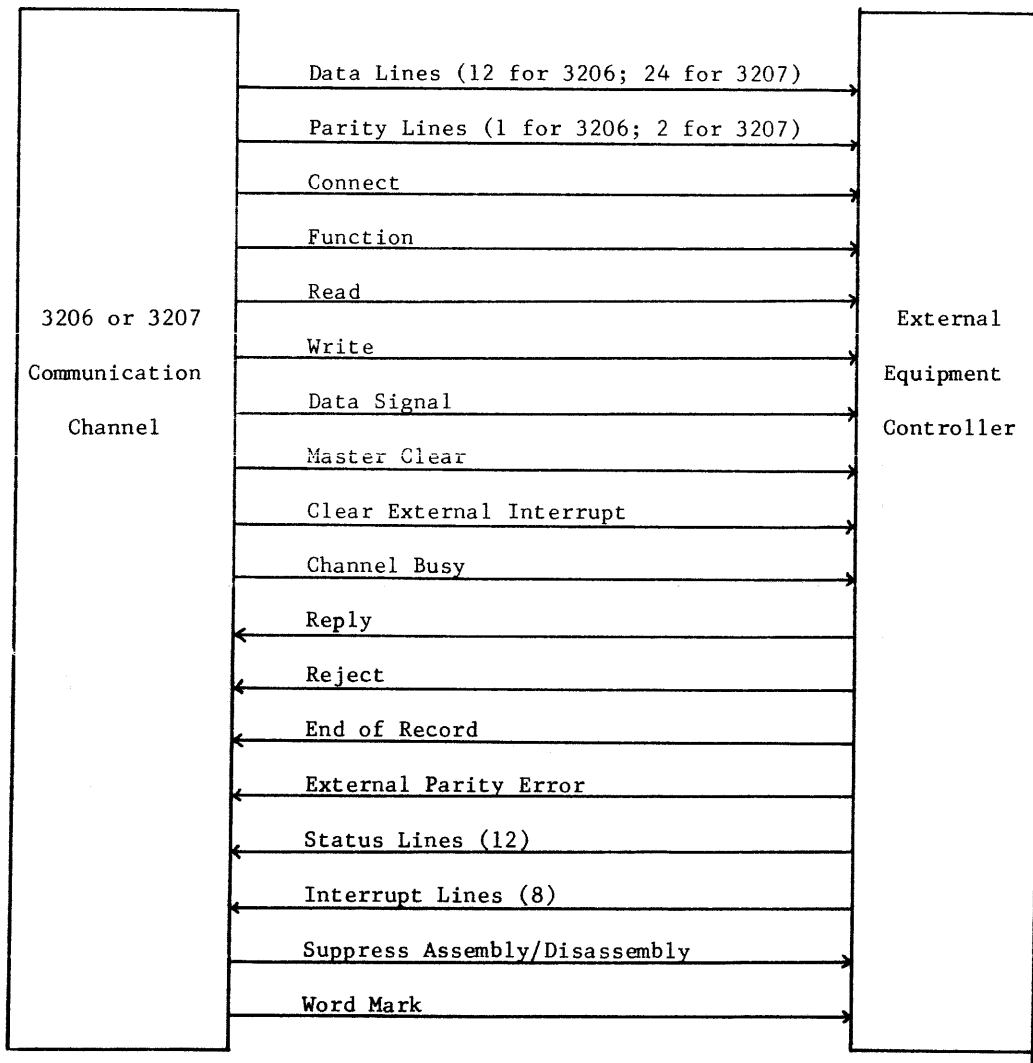 Data Lines (12 for 3206; 24 for 3207)
Parity Lines (1 for 3206; 2 for 3207)
Connect
Function
Read
3206 or 3207
Communication
Channel
External
Equipment
Controller
Write
Data Signal
Master Clear
Clear External Interrupt
Channel Busy
Reply
Reject
End of Record
External Parity Error
Status Lines (12)
Interrupt Lines (8)
Suppress Assembly/Disassembly
Word Mark